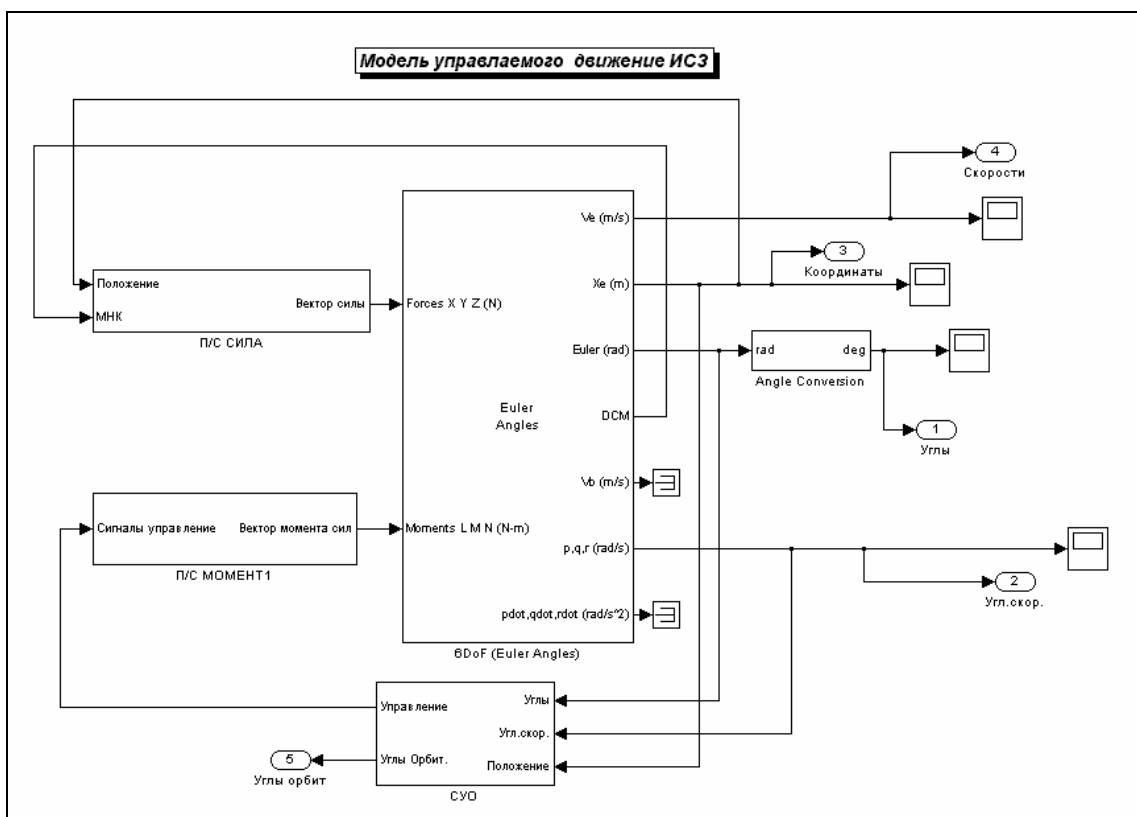 Модель управлаемого движение ИСЗ
4
Скорости
Ve (m/s)
3
Координаты
Положение
Вектор силы
МНК
П/С СИЛА
Forces X Y Z (N)
Xe (m)
Euler (rad)
rad
deg
Angle Conversion
Euler
Angles
DCM
1
Углы
Vb (m/s)
Сигналы управление
Вектор момента сил
П/С МОМЕНТ1
Moments L M N (N-m)
p,q,r (rad/s)
2
Угл.скор.
pdot,qdot,rdot (rad/s^2)
6DoF (Euler Angles)
Управление
Углы
Угл.скор.
5
Углы орбит
Углы Орбит.
Положение
СУО